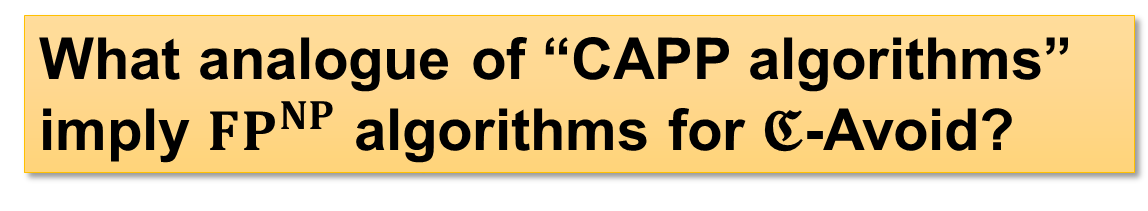 What analogue of “CAPP algorithms”
imply FP^NP algorithms for ℭ-Avoid?